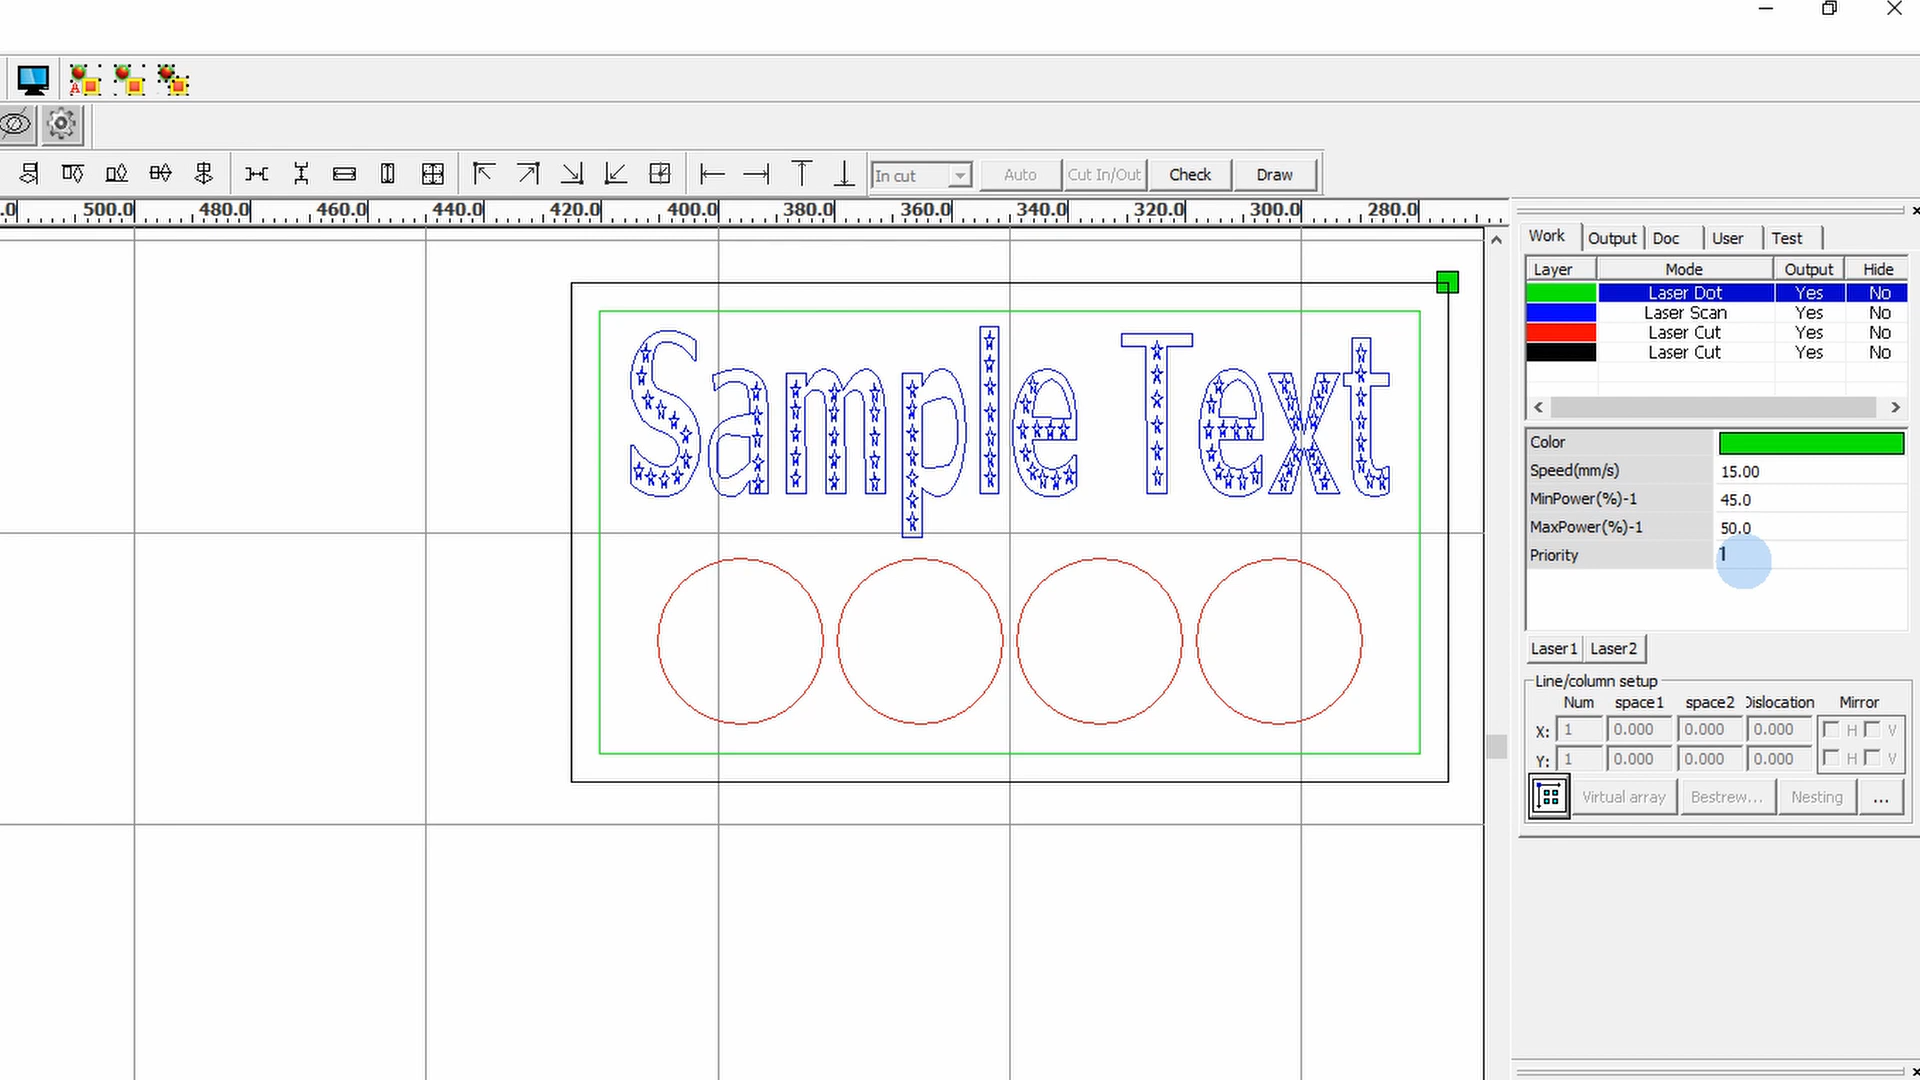 In cut Auto Cut In/Out Check Draw
.0 500.0 480.0 460.0 440.0 420.0 400.0 380.0 360.0 340.0 320.0 300.0 280.0
Sample Text
Work Output Doc User Test
Layer Mode Output Hide
Laser Dot Yes No
Laser Scan Yes No
Laser Cut Yes No
Laser Cut Yes No
Color
Speed(mm/s) 15.00
MinPower(%)-1 45.0
MaxPower(%)-1 50.0
Priority 1
Laser1 Laser2
Line/column setup
Num space1 space2 Dislocation Mirror
X: 1 0.000 0.000 0.000 H V
Y: 1 0.000 0.000 0.000 H V
Virtual array Bestrew... Nesting ...